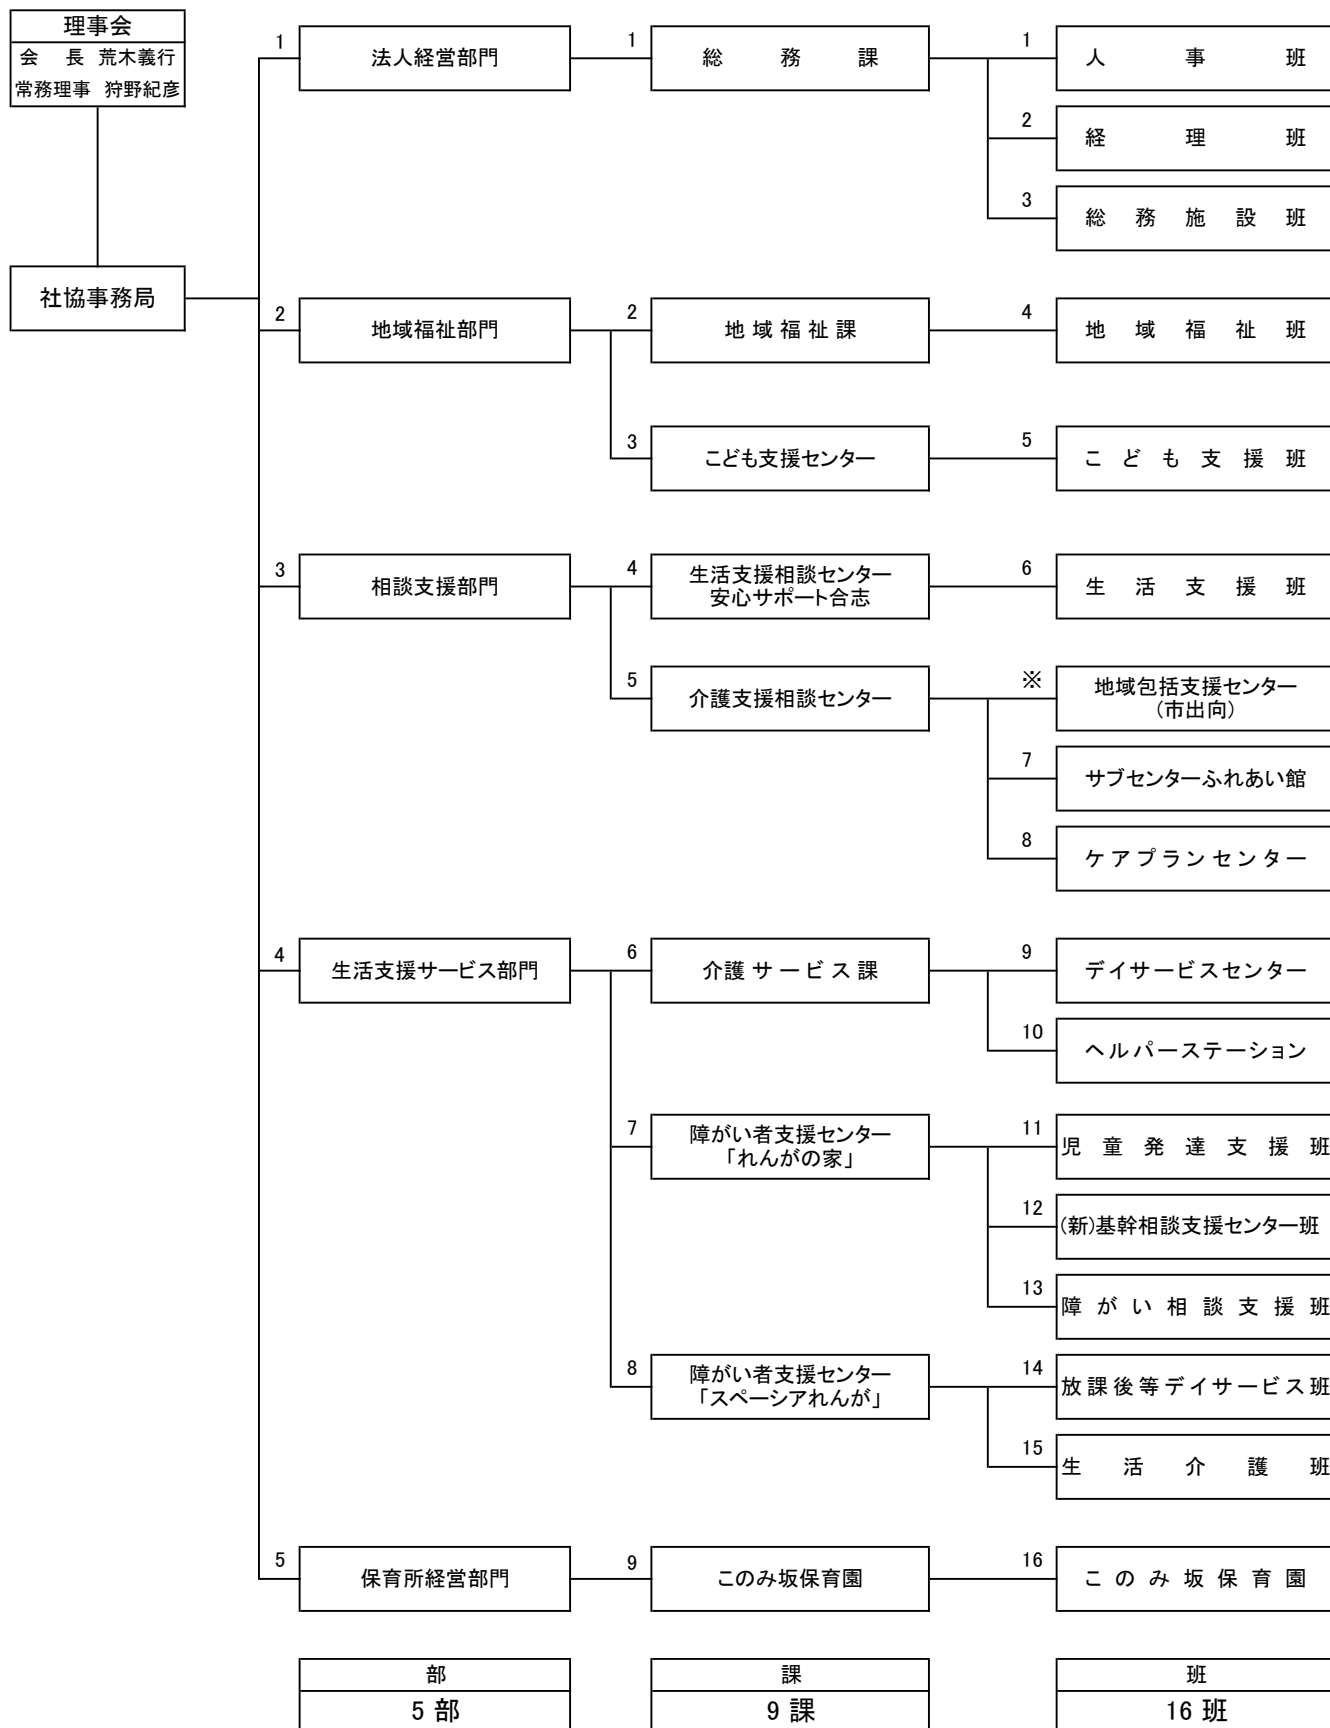 理事会
会　長 荒木義行
常務理事 狩野紀彦
社協事務局
1
法人経営部門
1
総務課
1
人事班
2
経理班
3
総務施設班
2
地域福祉部門
2
地域福祉課
4
地域福祉班
3
こども支援センター
5
こども支援班
3
相談支援部門
4
生活支援相談センター
安心サポート合志
6
生活支援班
5
介護支援相談センター
※
地域包括支援センター
(市出向)
7
サブセンターふれあい館
8
ケアプランセンター
4
生活支援サービス部門
6
介護サービス課
9
デイサービスセンター
10
ヘルパーステーション
7
障がい者支援センター
「れんがの家」
11
児童発達支援班
12
(新)基幹相談支援センター班
13
障がい相談支援班
8
障がい者支援センター
「スペーシアれんが」
14
放課後等デイサービス班
15
生活介護班
5
保育所経営部門
9
このみ坂保育園
16
このみ坂保育園
部
5 部
課
9 課
班
16 班